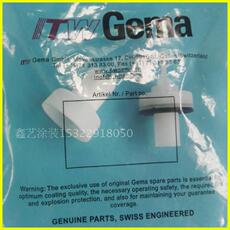 ITW Gema
Artikel Nr. / Part no.
鑫艺涂装15322918050
Warning: The exclusive use of original Gema spare parts is essential
optimum coating quality, the necessary operating safety, the required
and explosion protection, and also for maintaining the guarantee.
GENUINE PARTS, SWISS ENGINEERED